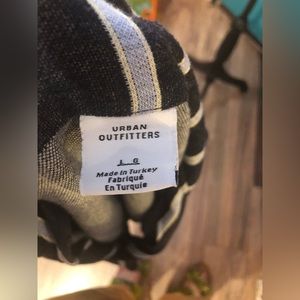 URBAN
OUTFITTERS
L G
Made in Turkey
Fabriqué
En Turquie